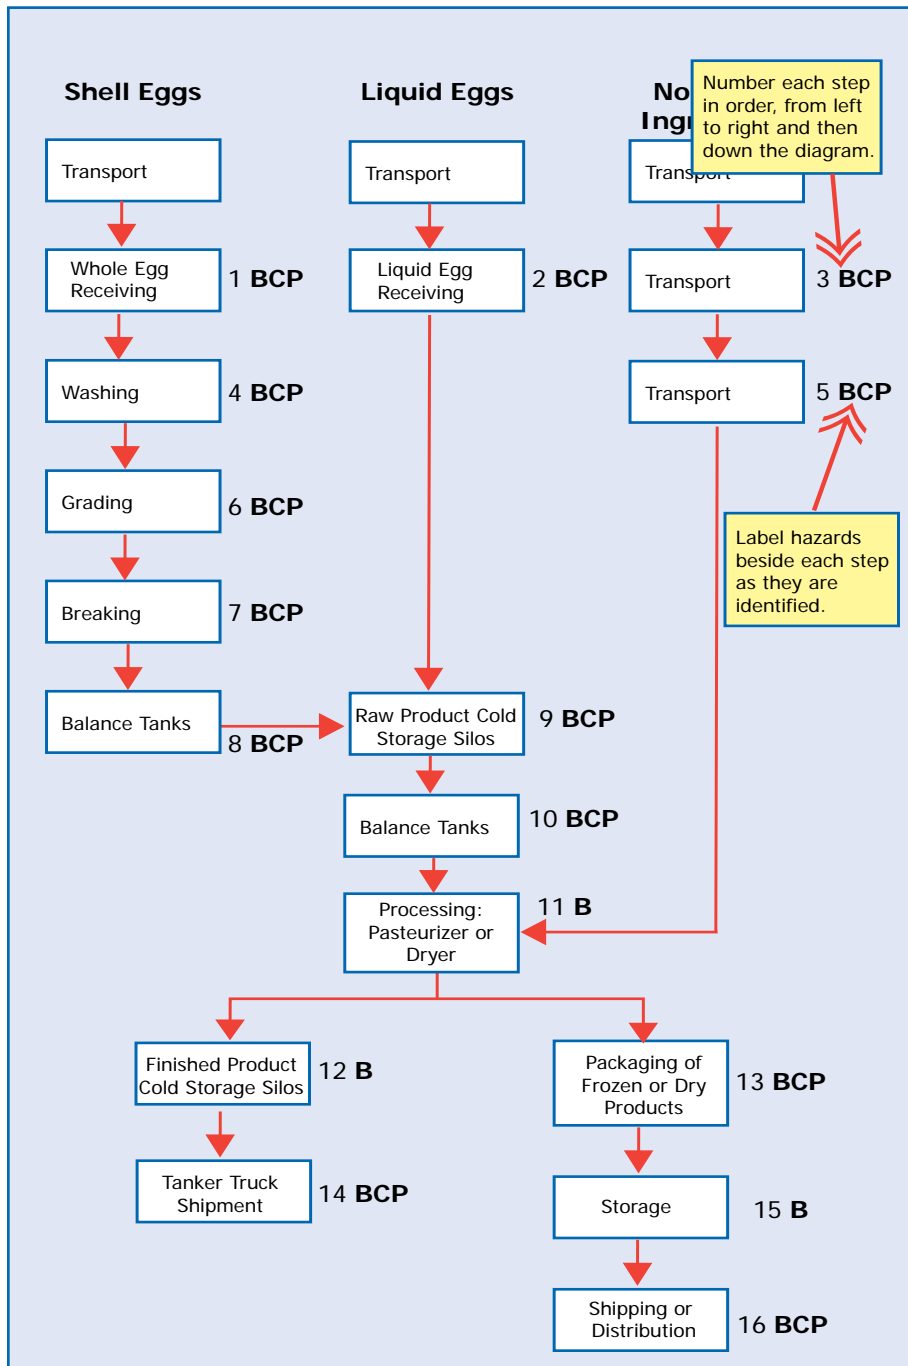 Shell Eggs
Liquid Eggs
Number each step
in order, from left
to right and then
down the diagram.
Transport
Transport
Transport
Whole Egg
Receiving
1 BCP
Liquid Egg
Receiving
2 BCP
Transport
3 BCP
Washing
4 BCP
Transport
5 BCP
Grading
6 BCP
Label hazards
beside each step
as they are
identified.
Breaking
7 BCP
Balance Tanks
8 BCP
Raw Product Cold
Storage Silos
9 BCP
Balance Tanks
10 BCP
Processing:
Pasteurizer or
Dryer
11 B
Finished Product
Cold Storage Silos
12 B
Packaging of
Frozen or Dry
Products
13 BCP
Tanker Truck
Shipment
14 BCP
Storage
15 B
Shipping or
Distribution
16 BCP